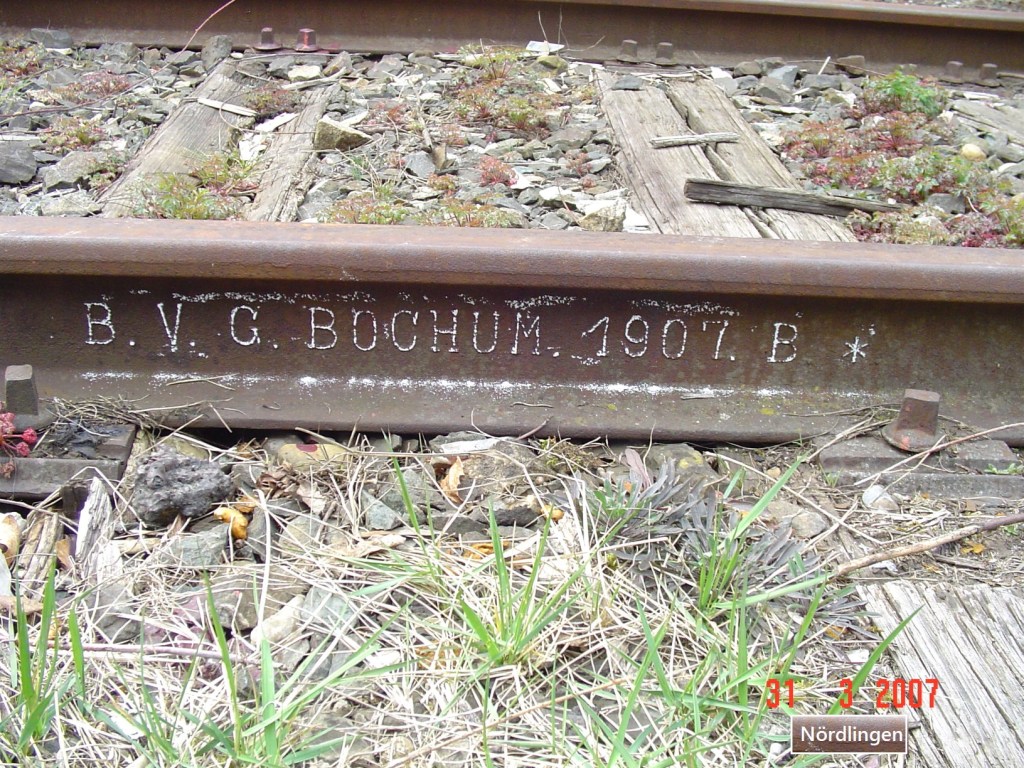 B. V. G. BOCHUM. 1907. B *
31 3 2007
Nördlingen